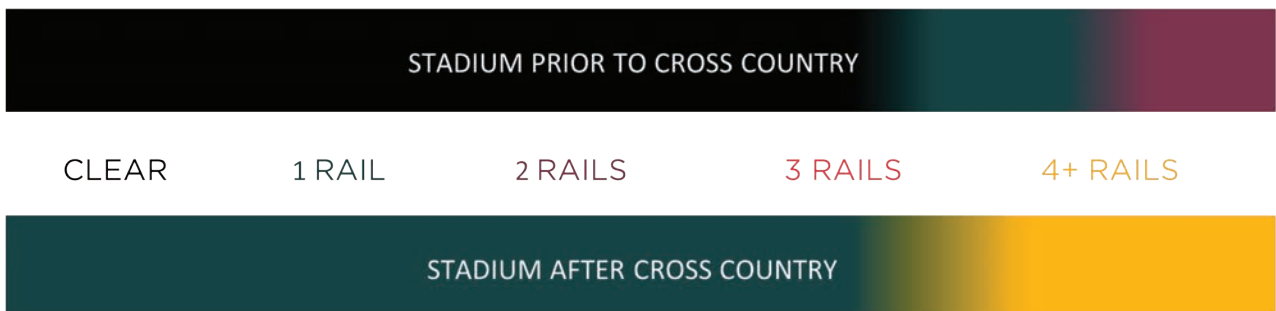 STADIUM PRIOR TO CROSS COUNTRY
CLEAR 1 RAIL 2 RAILS 3 RAILS 4+ RAILS
STADIUM AFTER CROSS COUNTRY